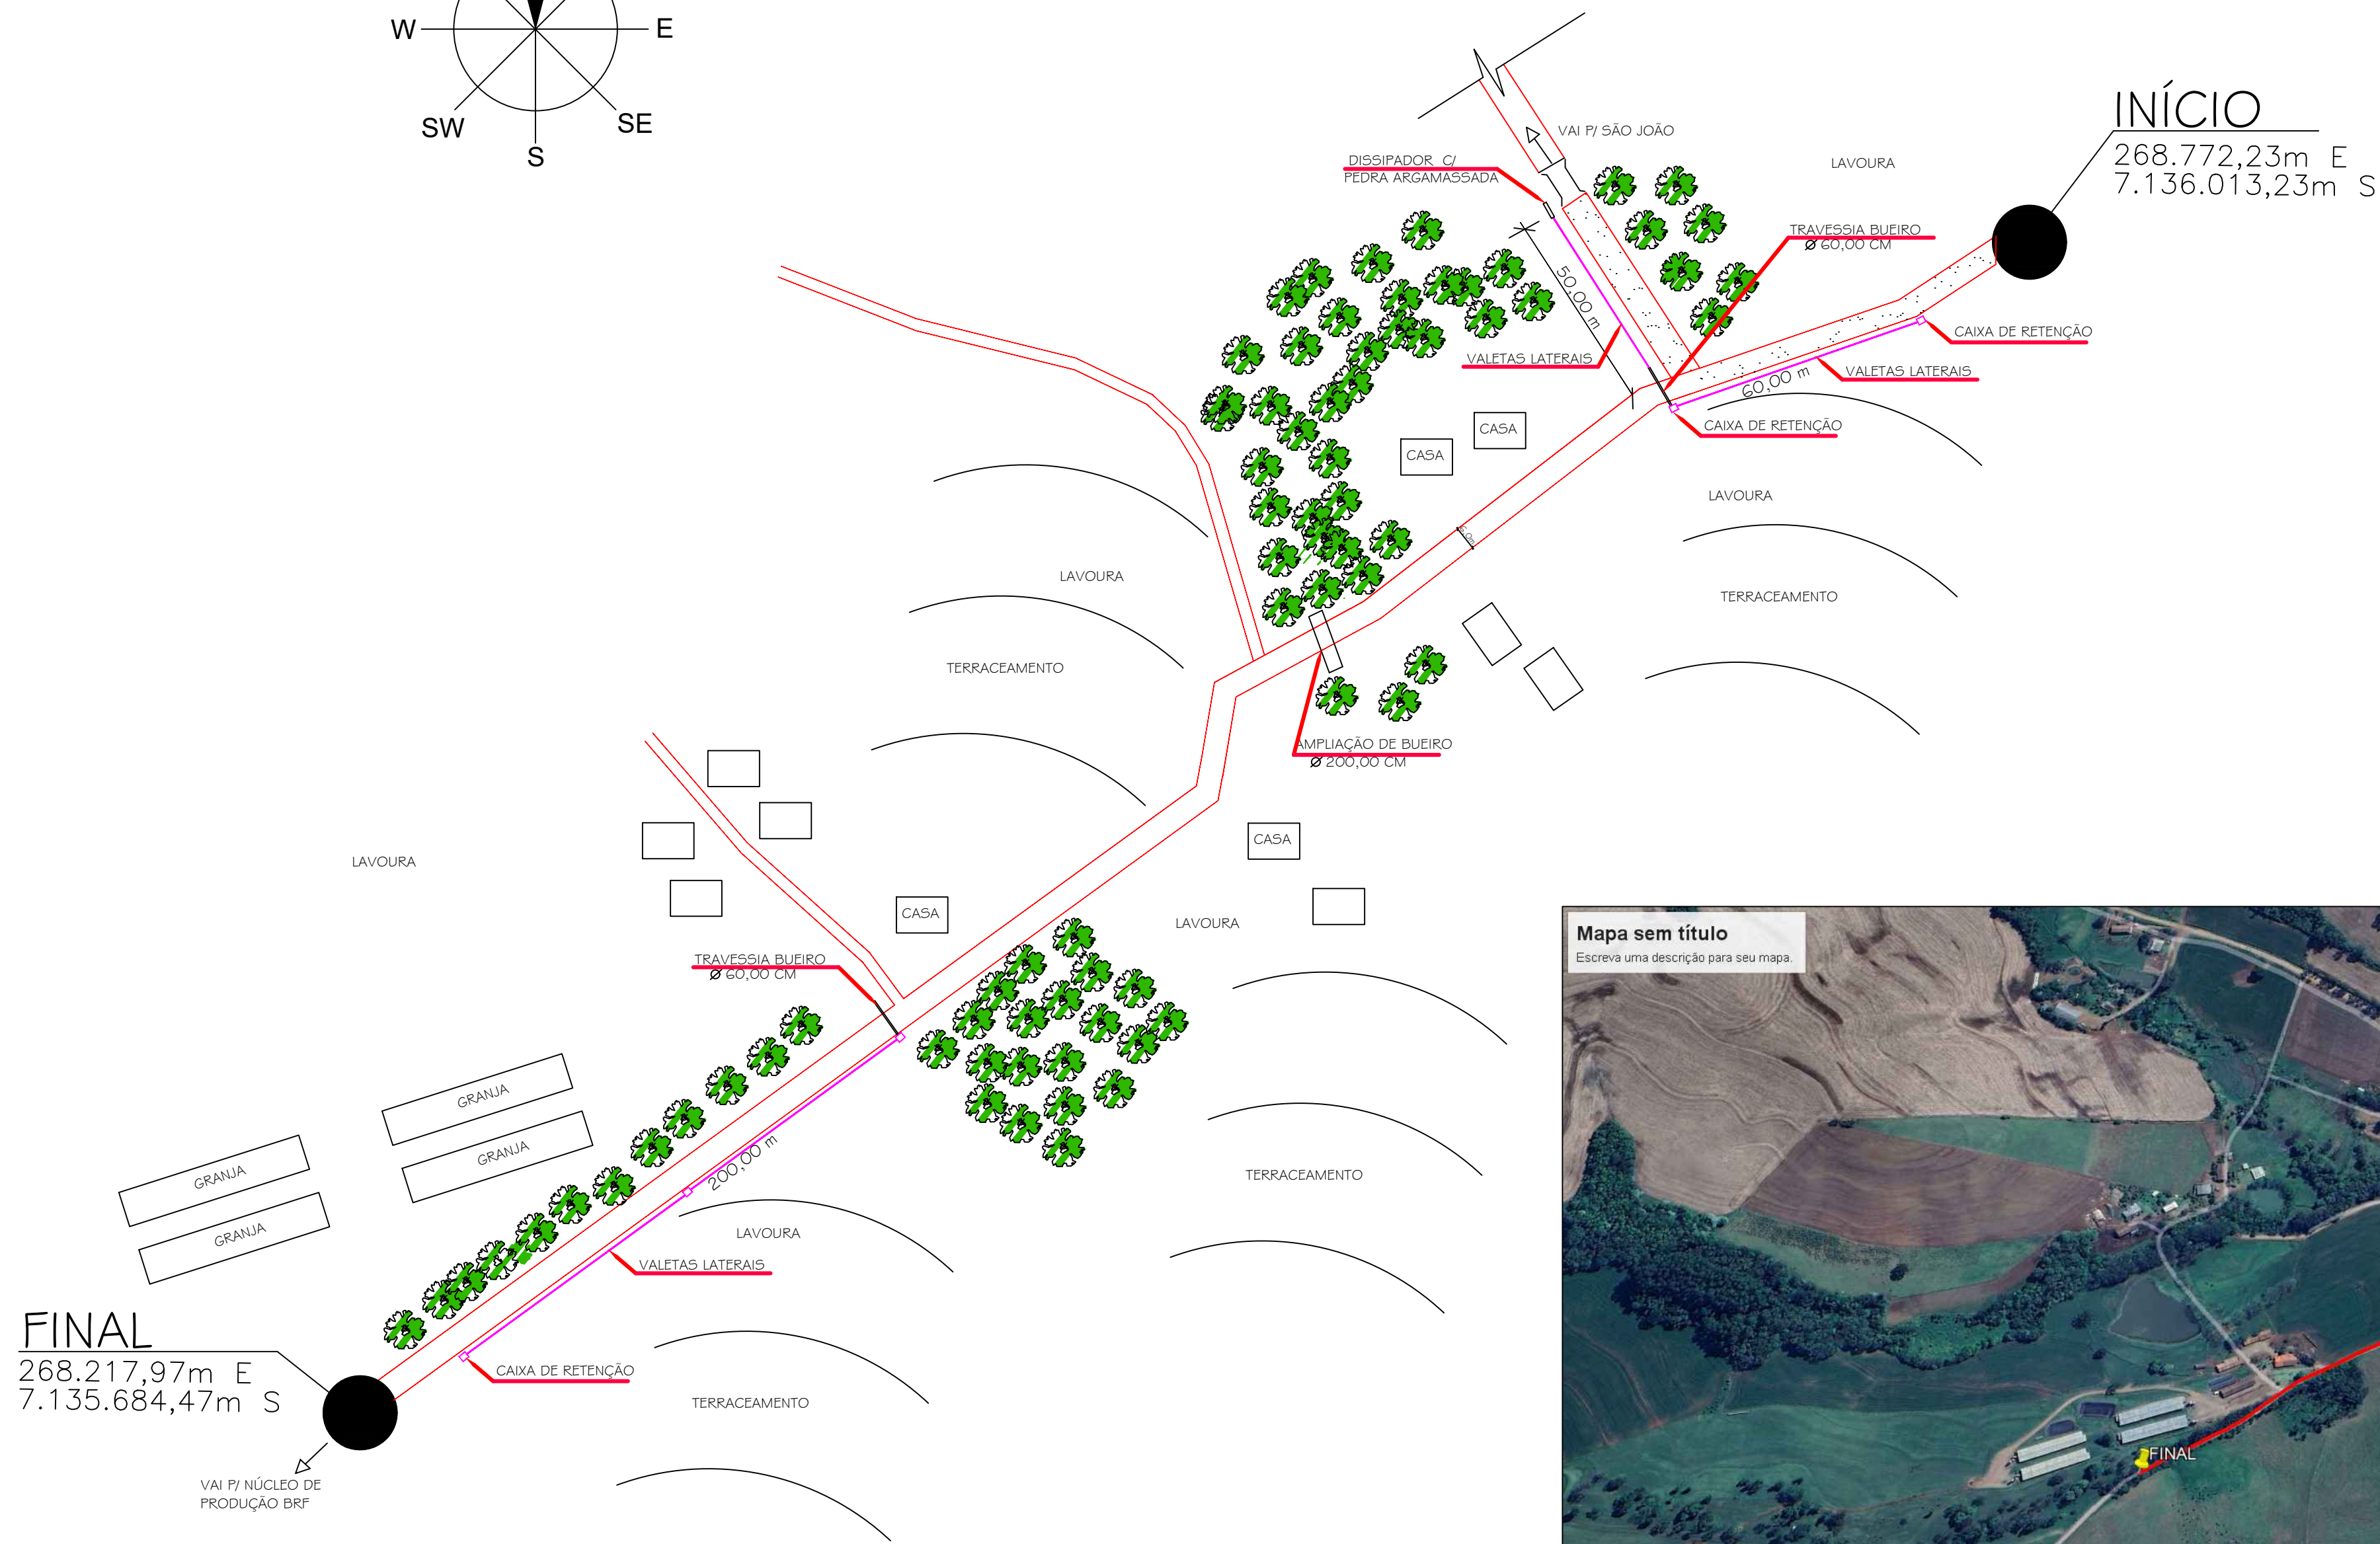 W
E
SW
SE
S
INÍCIO
268.772,23m E
7.136.013,23m S
VAI P/ SÃO JOÃO
LAVOURA
DISSIPADOR C/
PEDRA ARGAMASSADA
TRAVESSIA BUEIRO
Ø 60,00 CM
50,00 m
CAIXA DE RETENÇÃO
VALETAS LATERAIS
VALETAS LATERAIS
60,00 m
CAIXA DE RETENÇÃO
CASA
CASA
LAVOURA
6,0m
LAVOURA
TERRACEAMENTO
TERRACEAMENTO
AMPLIAÇÃO DE BUEIRO
Ø 200,00 CM
CASA
LAVOURA
CASA
LAVOURA
TRAVESSIA BUEIRO
Ø 60,00 CM
Mapa sem título
Escreva uma descrição para seu mapa.
GRANJA
GRANJA
GRANJA
GRANJA
200,00 m
TERRACEAMENTO
LAVOURA
VALETAS LATERAIS
FINAL
268.217,97m E
7.135.684,47m S
CAIXA DE RETENÇÃO
TERRACEAMENTO
FINAL
VAI P/ NÚCLEO DE
PRODUÇÃO BRF